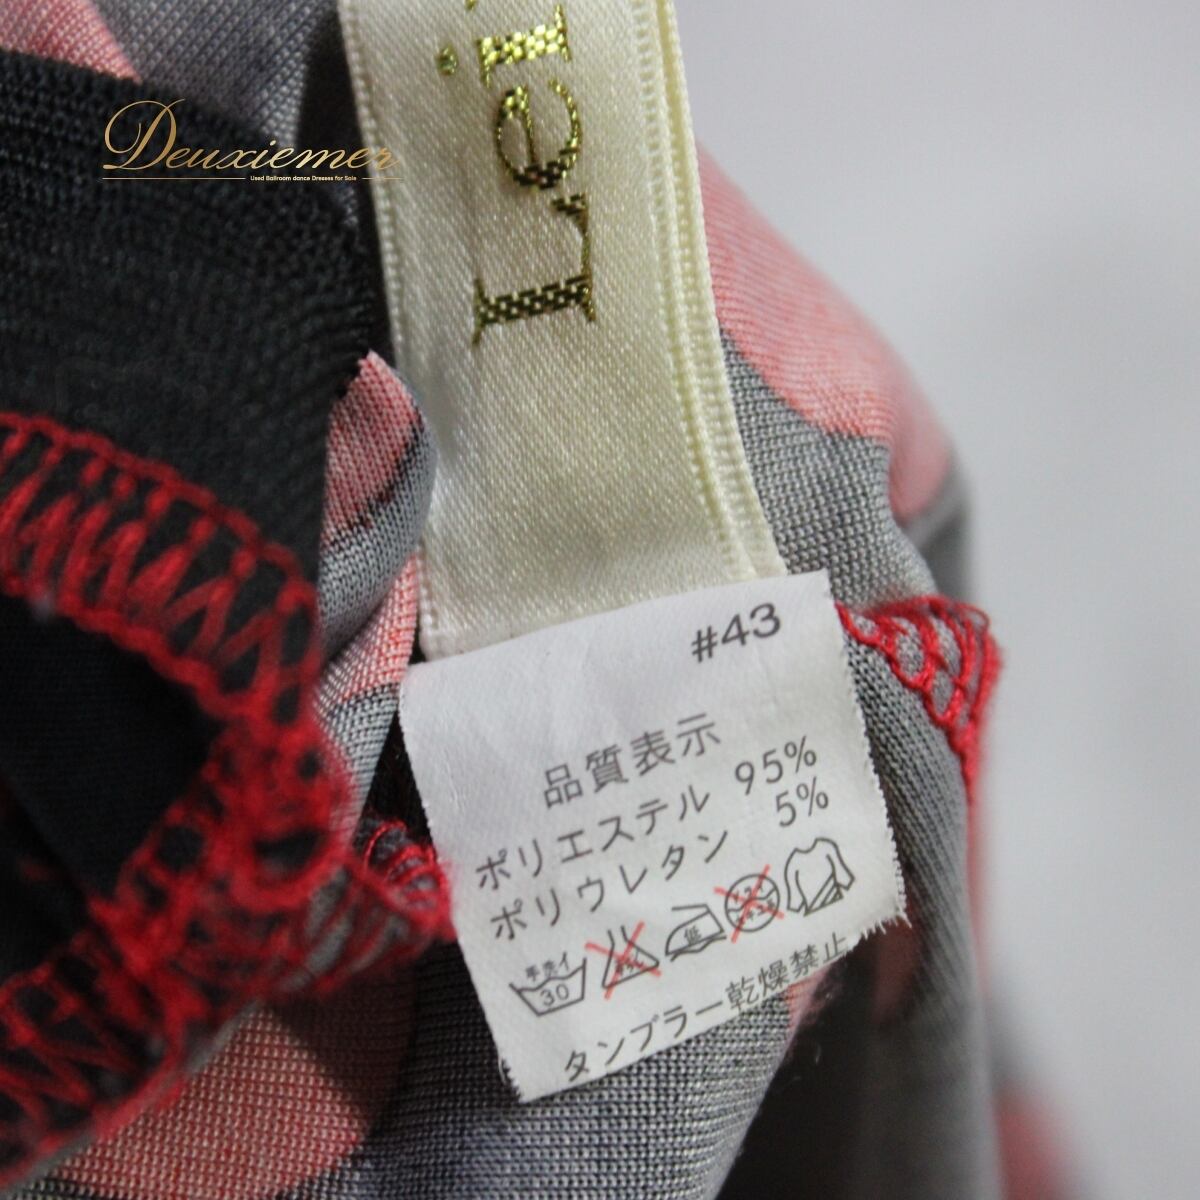 Deuxiemer
Used Ballroom dance Dresses for Sale
Lei
#43
品質表示
ポリエステル 95%
ポリウレタン 5%
手洗イ
30
低
タンブラー乾燥禁止